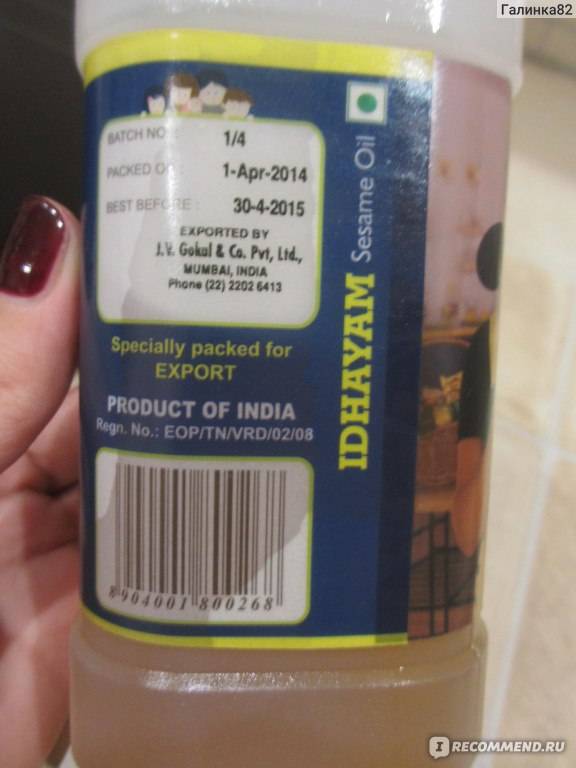 Галинка82
BATCH NO : 1/4
PACKED ON : 1-Apr-2014
BEST BEFORE : 30-4-2015
EXPORTED BY
J.V. Gokal & Co. Pvt, Ltd.,
MUMBAI, INDIA
Phone (22) 2202 6413
Specially packed for
EXPORT
PRODUCT OF INDIA
Regn. No.: EOP/TN/VRD/02/08
8 904001 800268
IDHAYAM Sesame Oil
I RECOMMEND.RU